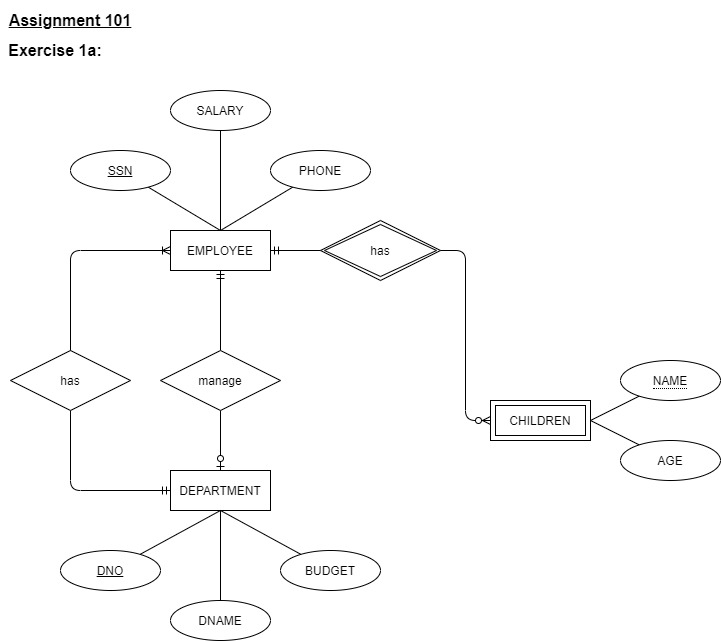 Assignment 101
Exercise 1a:
SALARY
SSN
PHONE
EMPLOYEE
has
has
manage
NAME
CHILDREN
AGE
DEPARTMENT
DNO
BUDGET
DNAME